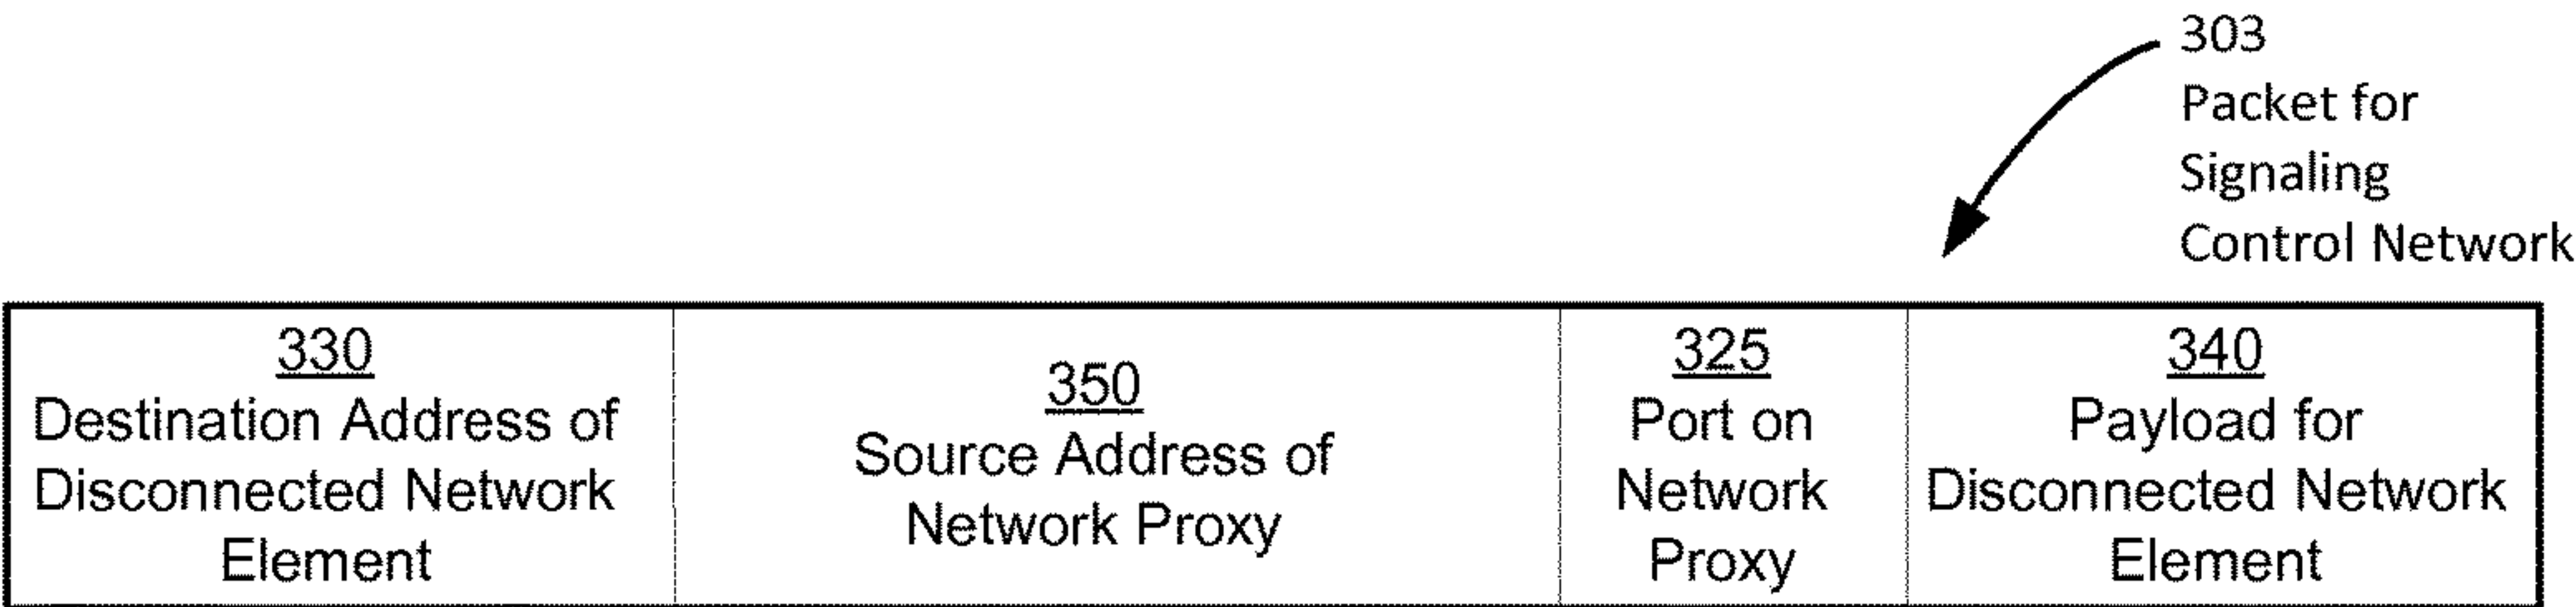 303
Packet for
Signaling
Control Network
330
Destination Address of
Disconnected Network
Element
350
Source Address of
Network Proxy
325
Port on
Network
Proxy
340
Payload for
Disconnected Network
Element